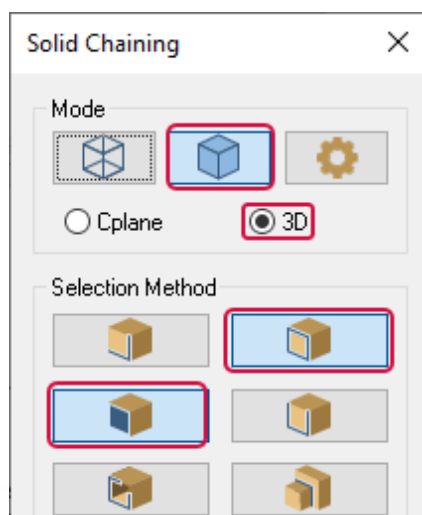 Solid Chaining
Mode
Cplane
3D
Selection Method